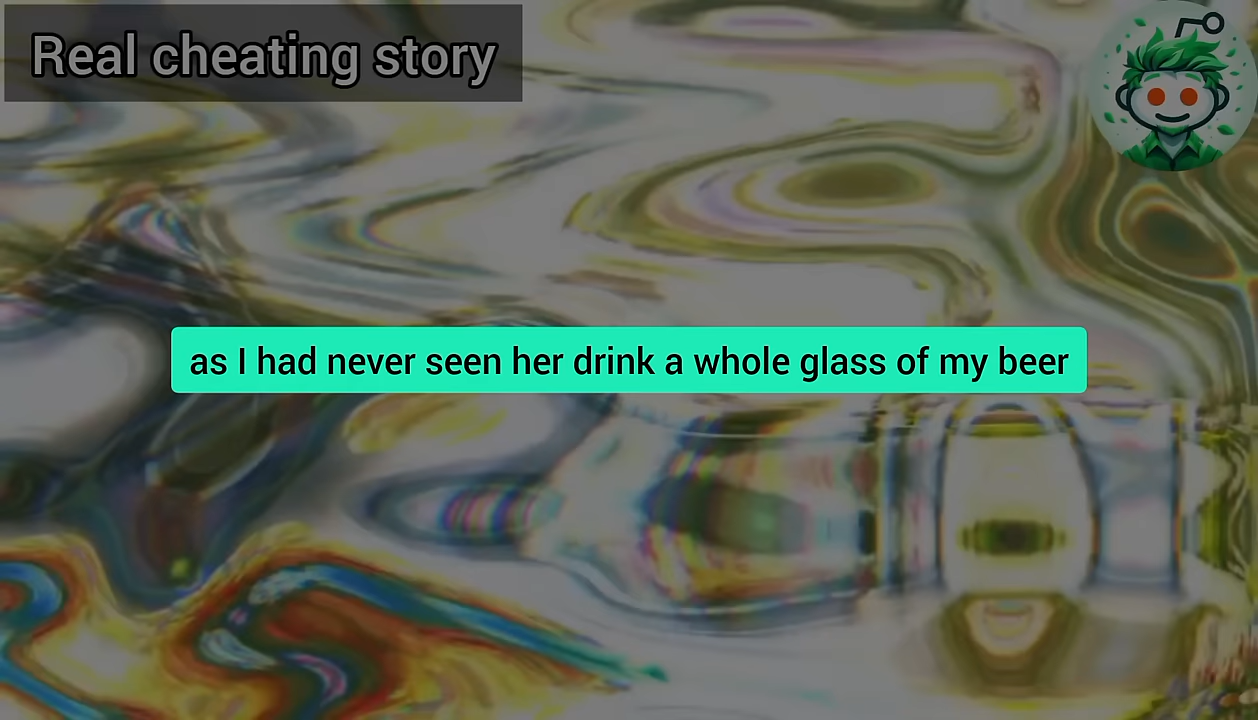 Real cheating story
as I had never seen her drink a whole glass of my beer